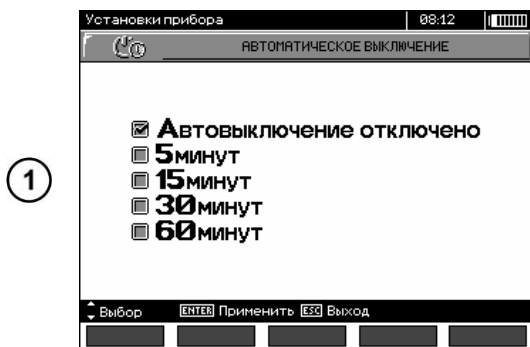 Установки прибора 08:12
АВТОМАТИЧЕСКОЕ ВЫКЛЮЧЕНИЕ
Автовыключение отключено
5минут
15минут
30минут
60минут
1
Выбор ENTER Применить ESC Выход